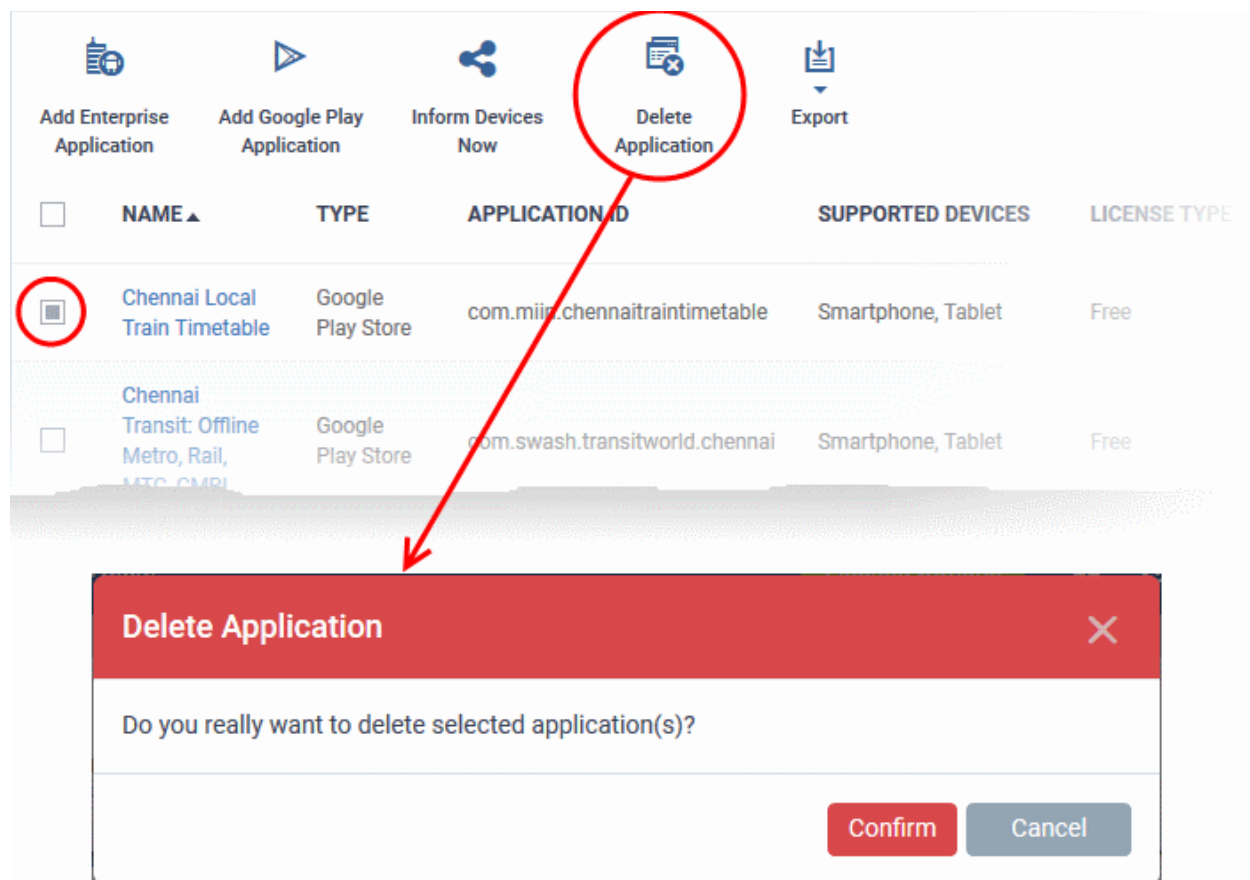 Add Enterprise Application
Add Google Play Application
Inform Devices Now
Delete Application
Export
NAME TYPE APPLICATION ID SUPPORTED DEVICES LICENSE TYPE
Chennai Local Train Timetable
Google Play Store
com.miin.chennaitraintimetable
Smartphone, Tablet
Free
Chennai Transit: Offline Metro, Rail, MTC, CMRL
Google Play Store
com.swash.transitworld.chennai
Smartphone, Tablet
Free
Delete Application
Do you really want to delete selected application(s)?
Confirm
Cancel